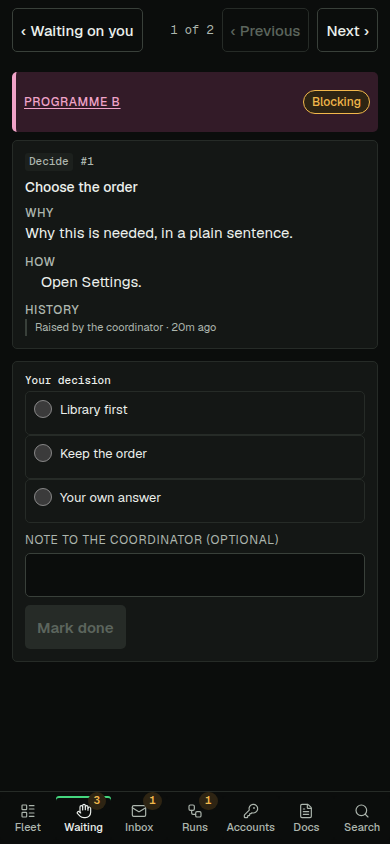 ‹ Waiting on you
1 of 2
‹ Previous
Next ›
PROGRAMME B
Blocking
Decide #1
Choose the order
WHY
Why this is needed, in a plain sentence.
HOW
Open Settings.
HISTORY
Raised by the coordinator · 20m ago
Your decision
Library first
Keep the order
Your own answer
NOTE TO THE COORDINATOR (OPTIONAL)
Mark done
3 1 1
Fleet Waiting Inbox Runs Accounts Docs Search